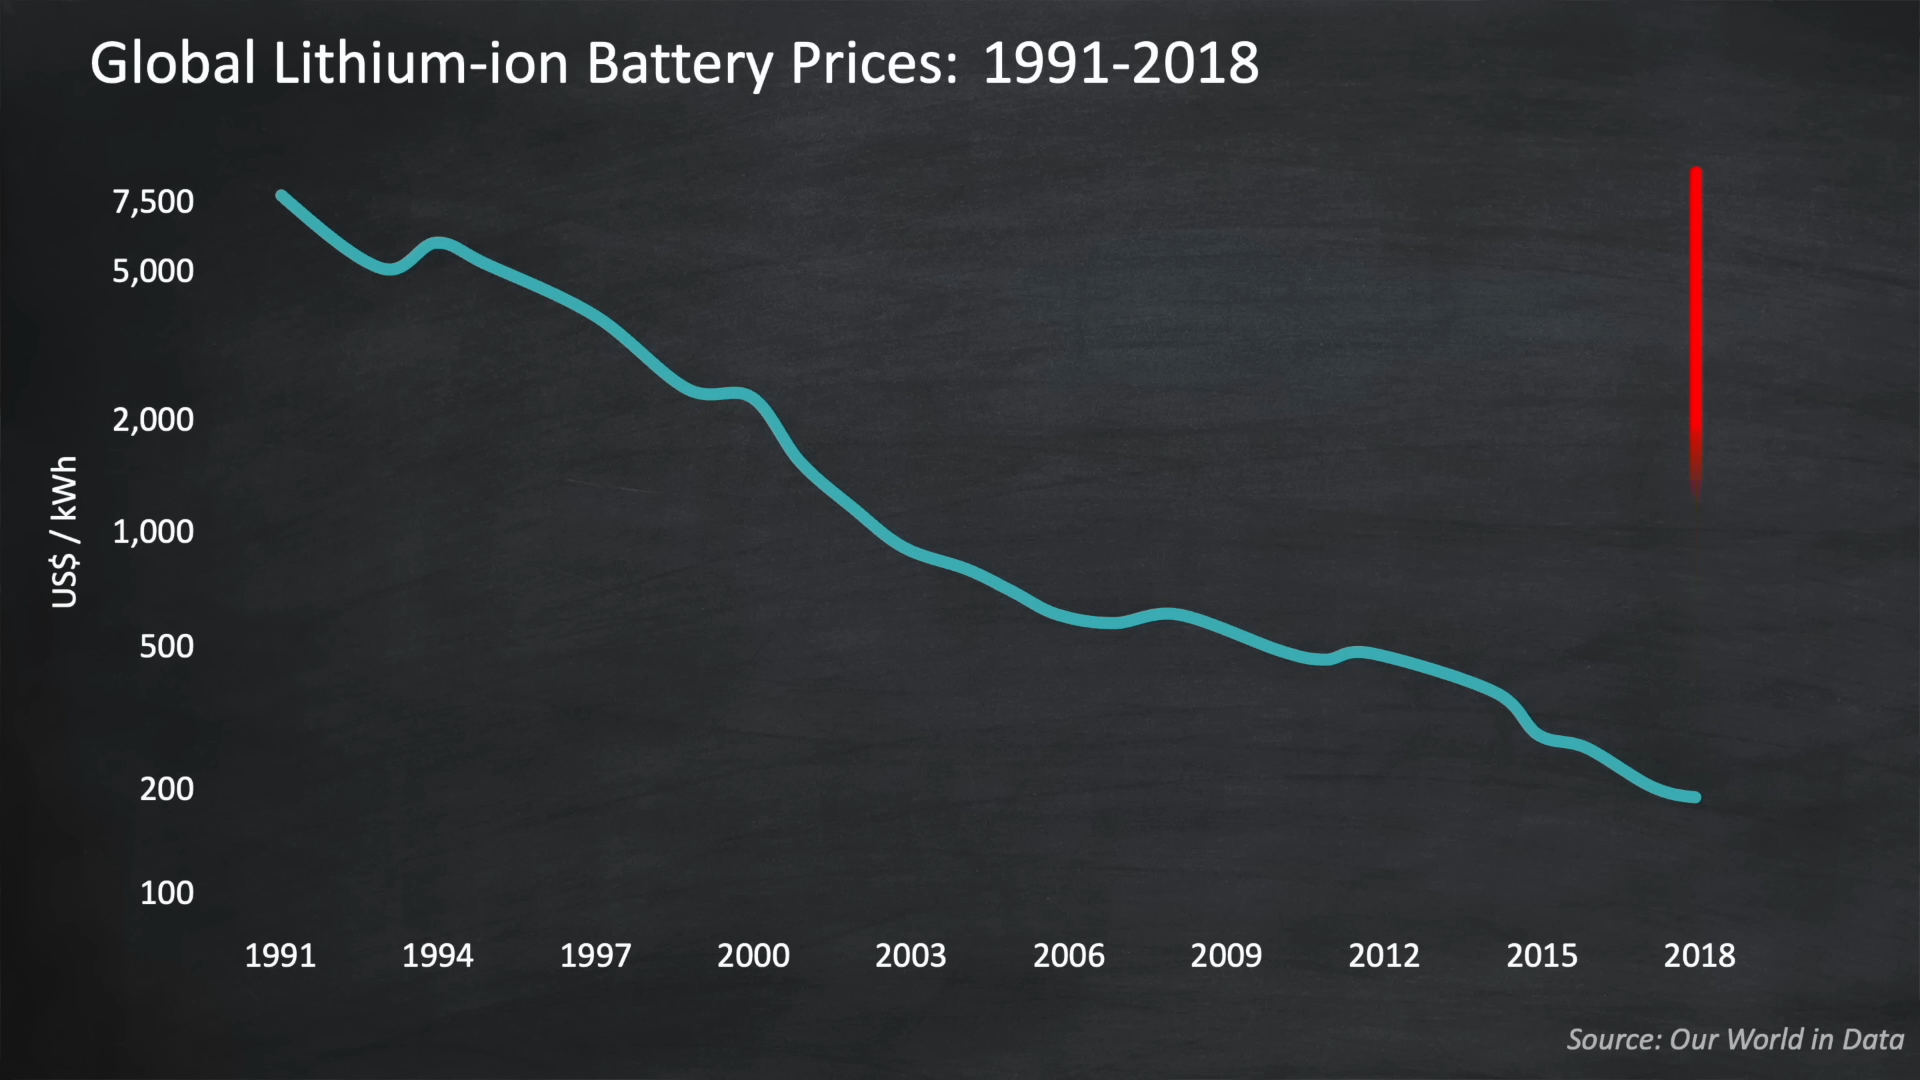 Global Lithium-ion Battery Prices: 1991-2018
7,500
5,000
2,000
1,000
500
200
100
US$ / kWh
1991 1994 1997 2000 2003 2006 2009 2012 2015 2018
Source: Our World in Data